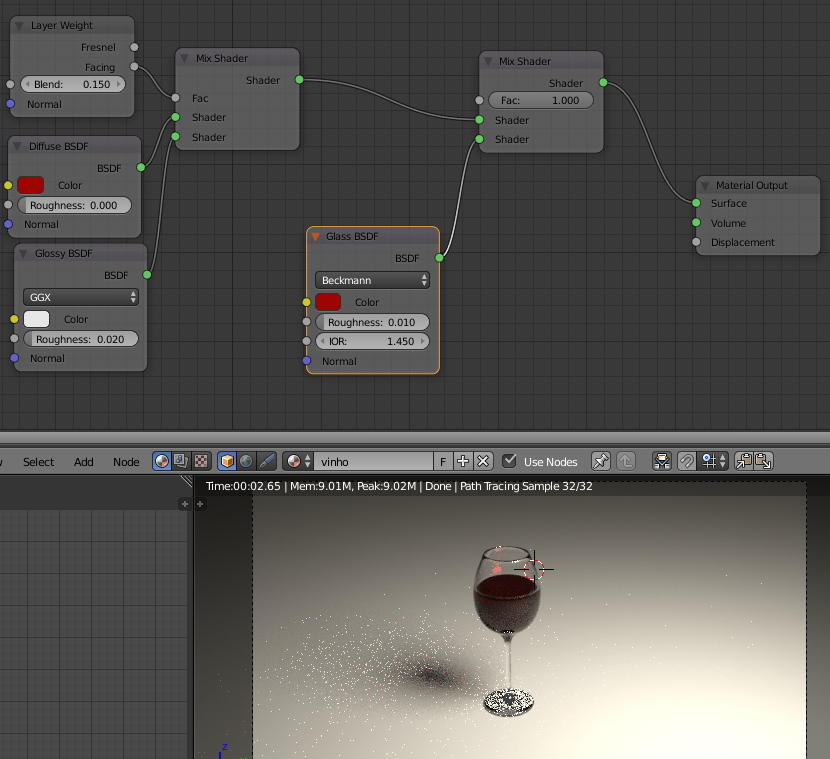 Layer Weight
Fresnel
Facing
Blend: 0.150
Normal
Mix Shader
Shader
Fac
Shader
Shader
Mix Shader
Shader
Fac: 1.000
Shader
Shader
Diffuse BSDF
BSDF
Color
Roughness: 0.000
Normal
Material Output
Surface
Volume
Displacement
Glossy BSDF
BSDF
GGX
Color
Roughness: 0.020
Normal
Glass BSDF
BSDF
Beckmann
Color
Roughness: 0.010
IOR: 1.450
Normal
Select Add Node vinho F Use Nodes
Time:00:02.65 | Mem:9.01M, Peak:9.02M | Done | Path Tracing Sample 32/32
z